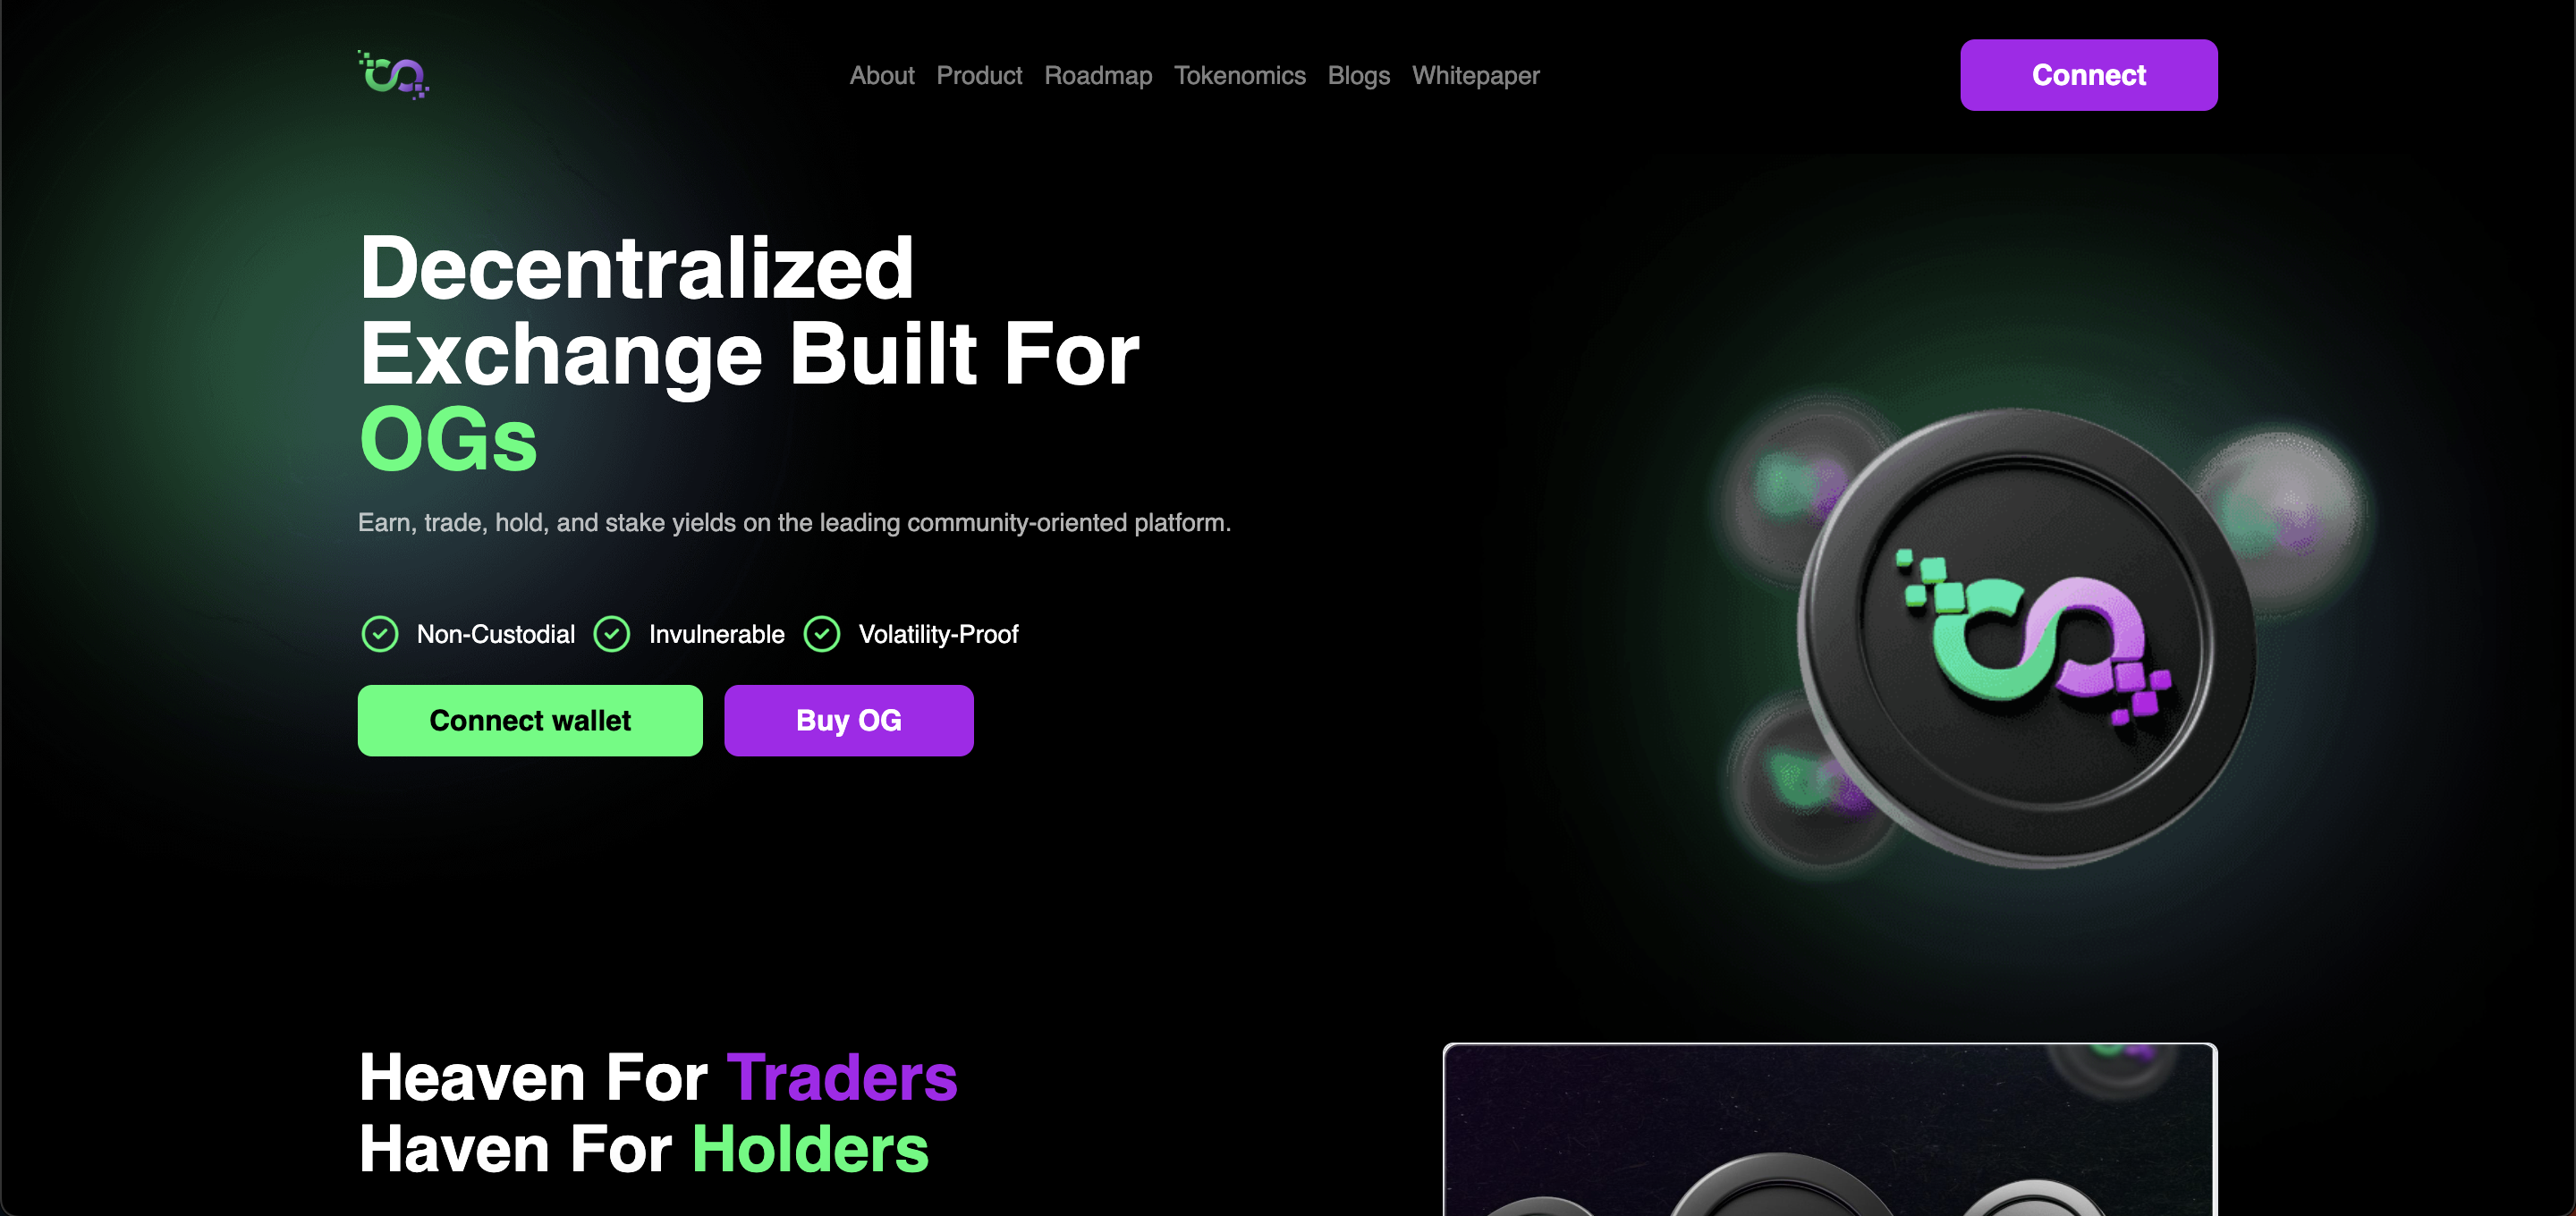 About Product Roadmap Tokenomics Blogs Whitepaper
Connect
Decentralized
Exchange Built For
OGs
Earn, trade, hold, and stake yields on the leading community-oriented platform.
Non-Custodial Invulnerable Volatility-Proof
Connect wallet Buy OG
Heaven For Traders
Haven For Holders